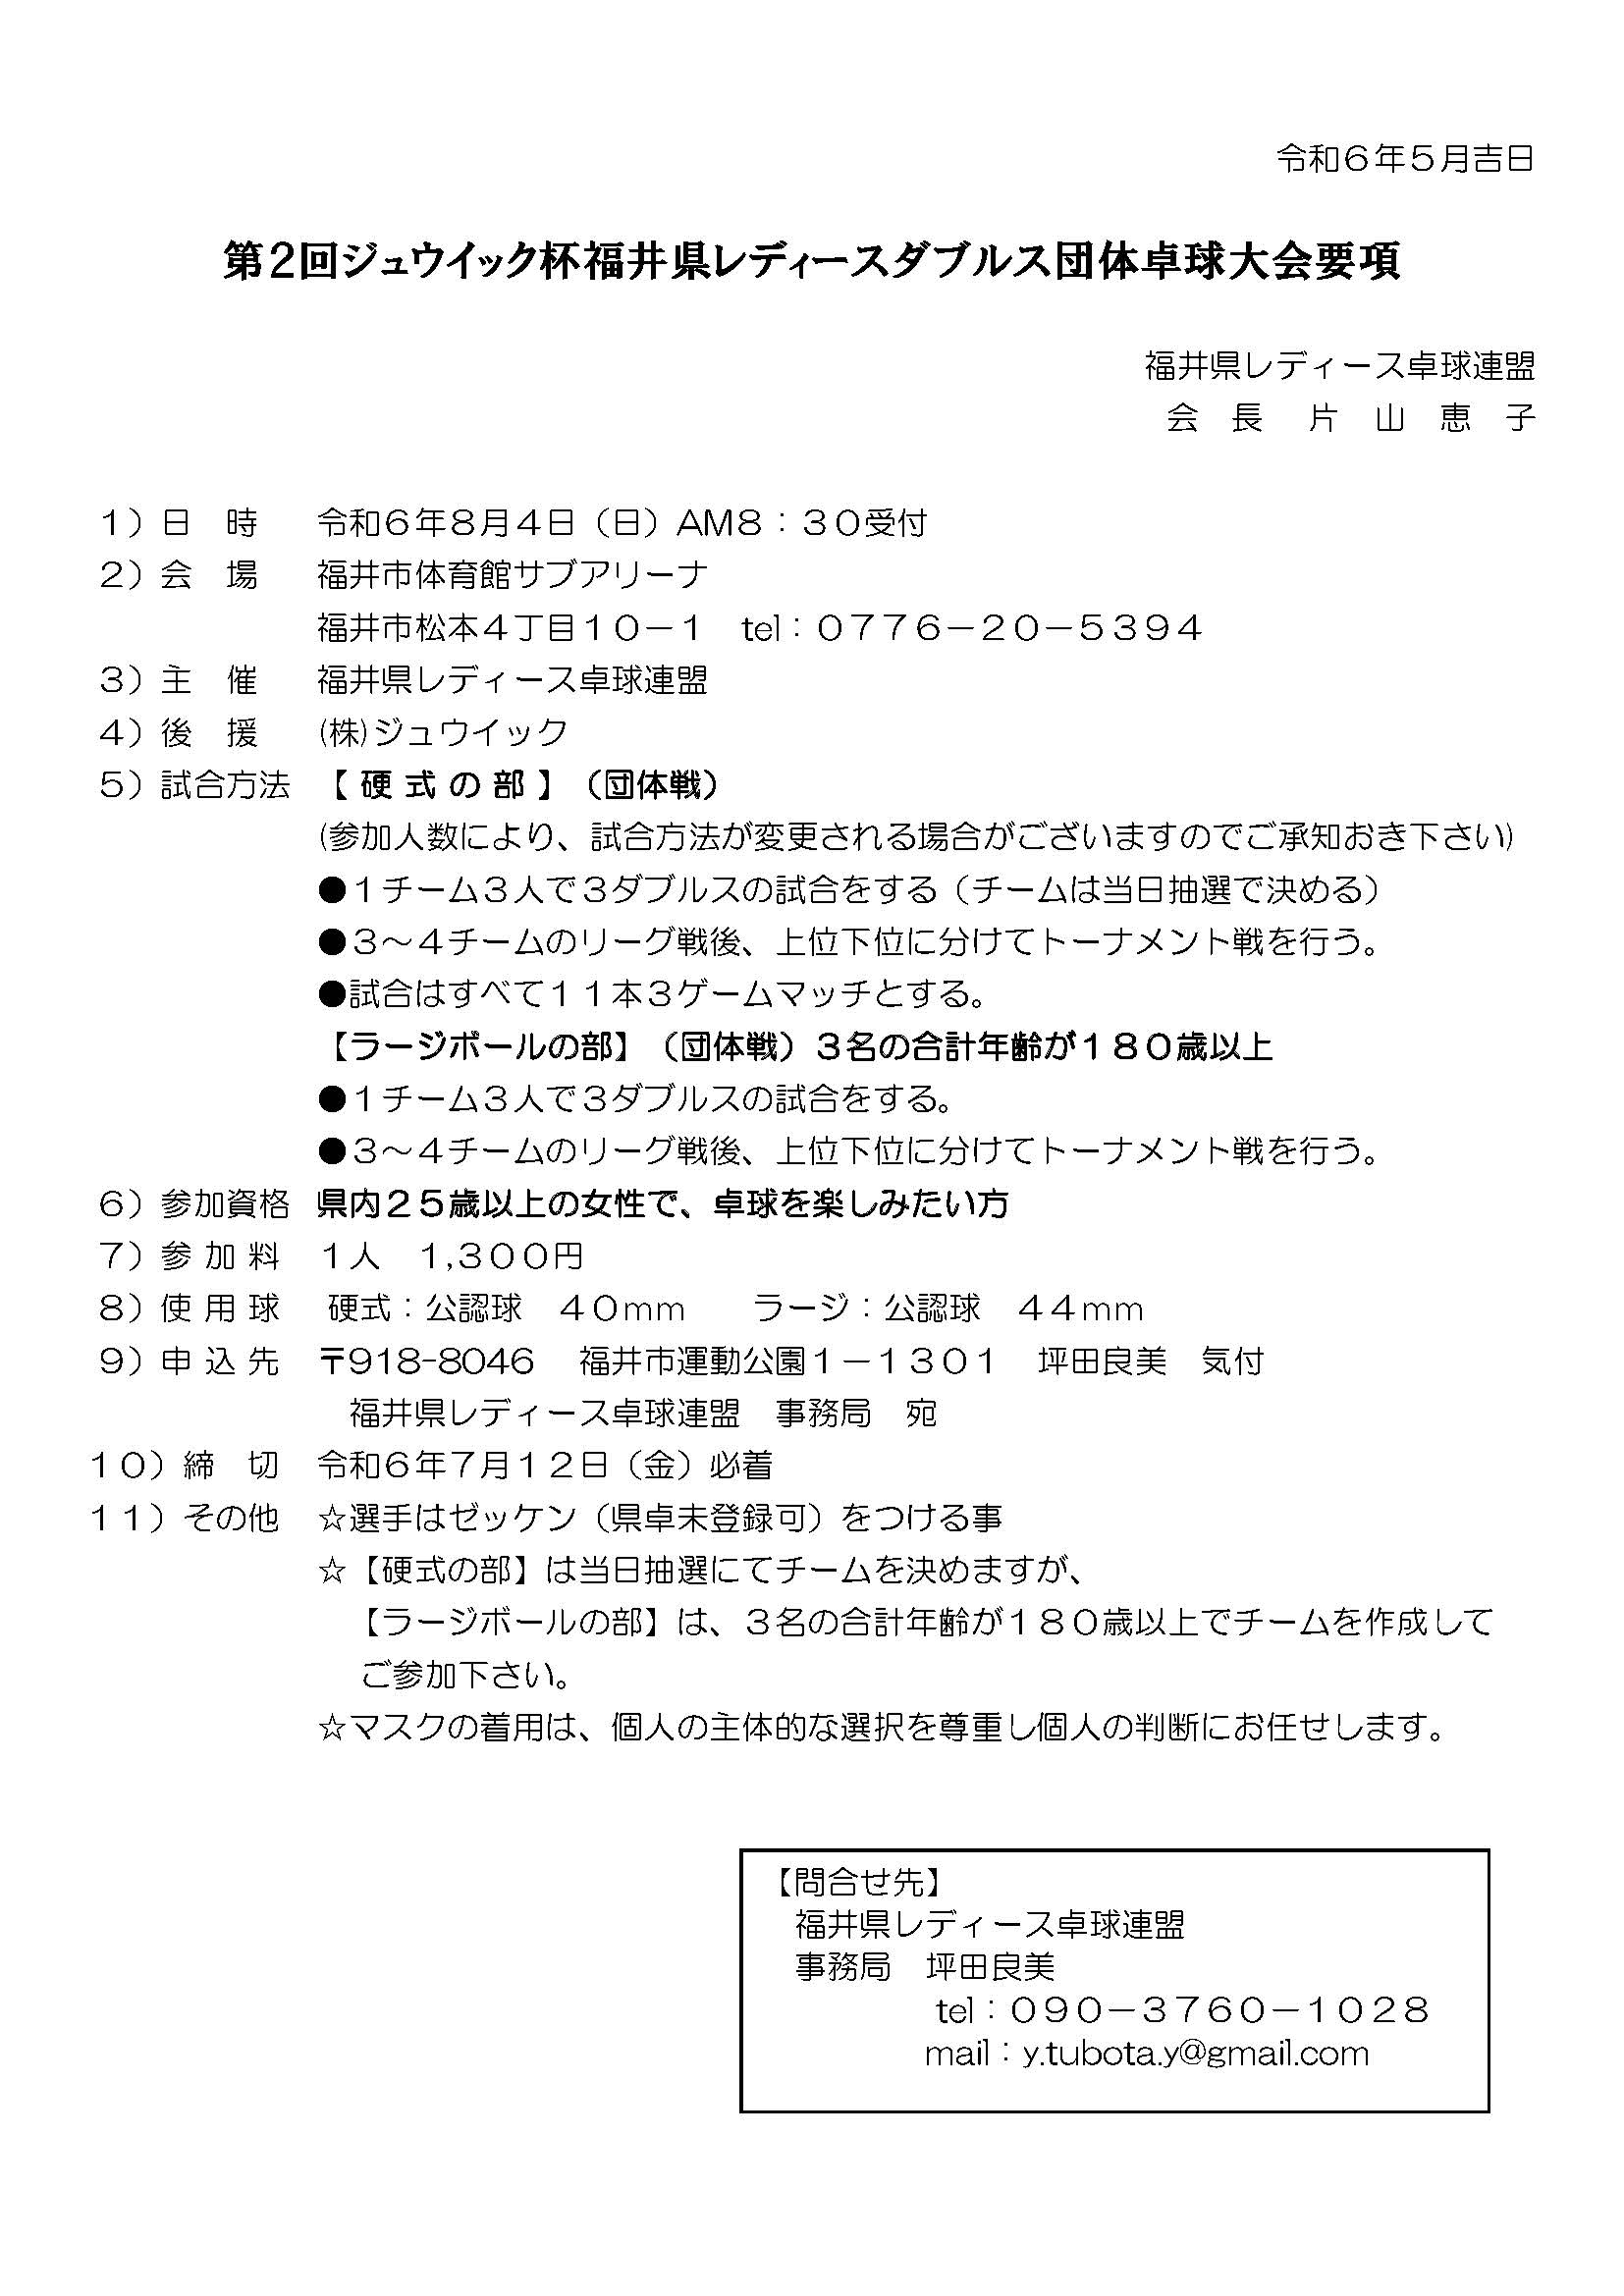 令和６年５月吉日
第２回ジュウイック杯福井県レディースダブルス団体卓球大会要項
福井県レディース卓球連盟
会　長　片　山　恵　子
１）日　時　令和６年８月４日（日）AM８：３０受付
２）会　場　福井市体育館サブアリーナ
福井市松本４丁目１０－１　tel：０７７６－２０－５３９４
３）主　催　福井県レディース卓球連盟
４）後　援　(株)ジュウイック
５）試合方法　【 硬 式 の 部 】（団体戦）
(参加人数により、試合方法が変更される場合がございますのでご承知おき下さい)
●１チーム３人で３ダブルスの試合をする（チームは当日抽選で決める）
●３～４チームのリーグ戦後、上位下位に分けてトーナメント戦を行う。
●試合はすべて１１本３ゲームマッチとする。
【ラージボールの部】（団体戦）３名の合計年齢が１８０歳以上
●１チーム３人で３ダブルスの試合をする。
●３～４チームのリーグ戦後、上位下位に分けてトーナメント戦を行う。
６）参加資格　県内２５歳以上の女性で、卓球を楽しみたい方
７）参 加 料　１人　１,３００円
８）使 用 球　硬式：公認球　４０mm　　ラージ：公認球　４４mm
９）申 込 先　〒918-8046　福井市運動公園１－１３０１　坪田良美　気付
福井県レディース卓球連盟　事務局　宛
１０）締　切　令和６年７月１２日（金）必着
１１）その他　☆選手はゼッケン（県卓未登録可）をつける事
☆【硬式の部】は当日抽選にてチームを決めますが、
【ラージボールの部】は、３名の合計年齢が１８０歳以上でチームを作成して
ご参加下さい。
☆マスクの着用は、個人の主体的な選択を尊重し個人の判断にお任せします。
【問合せ先】
福井県レディース卓球連盟
事務局　坪田良美
tel：０９０－３７６０－１０２８
mail：y.tubota.y@gmail.com